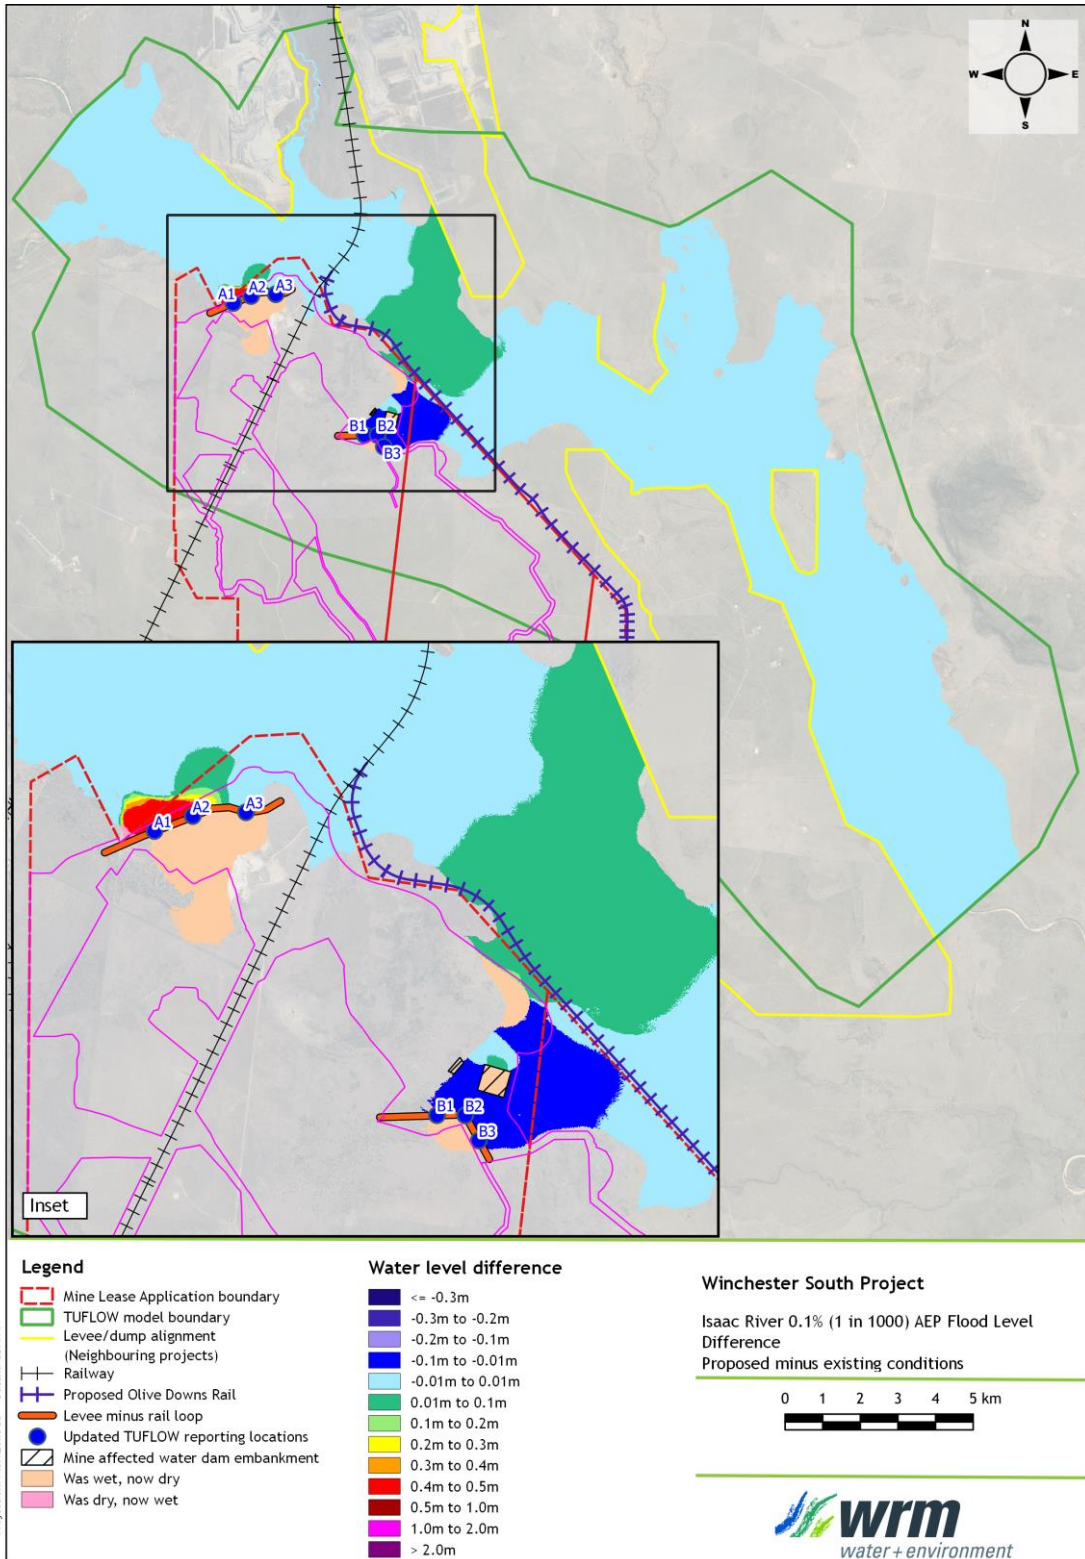 N
W E
S
A1 A2 A3
B1 B2
B3
A1 A2 A3
B1 B2
B3
Inset
Legend
Mine Lease Application boundary
TUFLOW model boundary
Levee/dump alignment
(Neighbouring projects)
Railway
Proposed Olive Downs Rail
Levee minus rail loop
Updated TUFLOW reporting locations
Mine affected water dam embankment
Was wet, now dry
Was dry, now wet
Water level difference
<= -0.3m
-0.3m to -0.2m
-0.2m to -0.1m
-0.1m to -0.01m
-0.01m to 0.01m
0.01m to 0.1m
0.1m to 0.2m
0.2m to 0.3m
0.3m to 0.4m
0.4m to 0.5m
0.5m to 1.0m
1.0m to 2.0m
> 2.0m
Winchester South Project
Isaac River 0.1% (1 in 1000) AEP Flood Level
Difference
Proposed minus existing conditions
0 1 2 3 4 5 km
wrm
water + environment